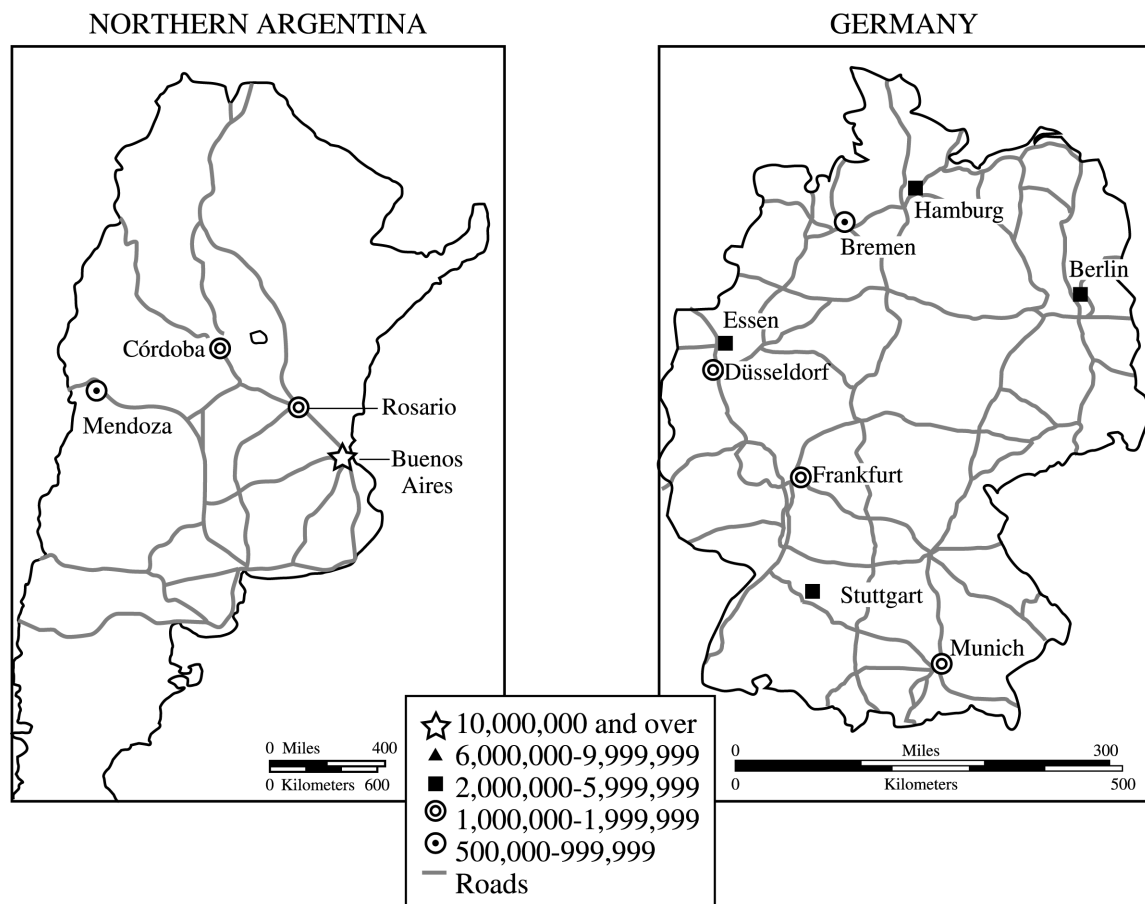 NORTHERN ARGENTINA
Córdoba
Mendoza
Rosario
Buenos
Aires
0 Miles 400
0 Kilometers 600
GERMANY
Hamburg
Bremen
Berlin
Essen
Düsseldorf
Frankfurt
Stuttgart
Munich
0 Miles 300
0 Kilometers 500
10,000,000 and over
6,000,000-9,999,999
2,000,000-5,999,999
1,000,000-1,999,999
500,000-999,999
Roads